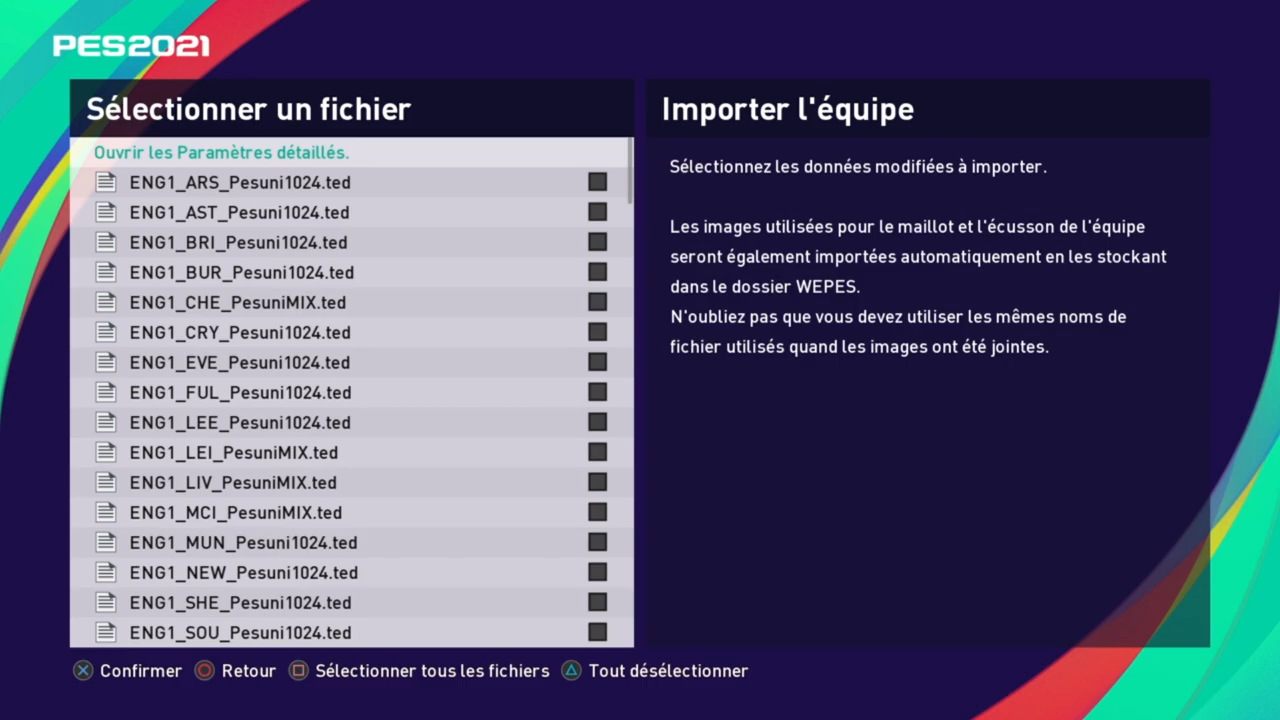 PES2021
Sélectionner un fichier
Ouvrir les Paramètres détaillés.
ENG1_ARS_Pesuni1024.ted
ENG1_AST_Pesuni1024.ted
ENG1_BRI_Pesuni1024.ted
ENG1_BUR_Pesuni1024.ted
ENG1_CHE_PesuniMIX.ted
ENG1_CRY_Pesuni1024.ted
ENG1_EVE_Pesuni1024.ted
ENG1_FUL_Pesuni1024.ted
ENG1_LEE_Pesuni1024.ted
ENG1_LEI_PesuniMIX.ted
ENG1_LIV_PesuniMIX.ted
ENG1_MCI_PesuniMIX.ted
ENG1_MUN_Pesuni1024.ted
ENG1_NEW_Pesuni1024.ted
ENG1_SHE_Pesuni1024.ted
ENG1_SOU_Pesuni1024.ted
Importer l'équipe
Sélectionnez les données modifiées à importer.
Les images utilisées pour le maillot et l'écusson de l'équipe
seront également importées automatiquement en les stockant
dans le dossier WEPES.
N'oubliez pas que vous devez utiliser les mêmes noms de
fichier utilisés quand les images ont été jointes.
Confirmer Retour Sélectionner tous les fichiers Tout désélectionner